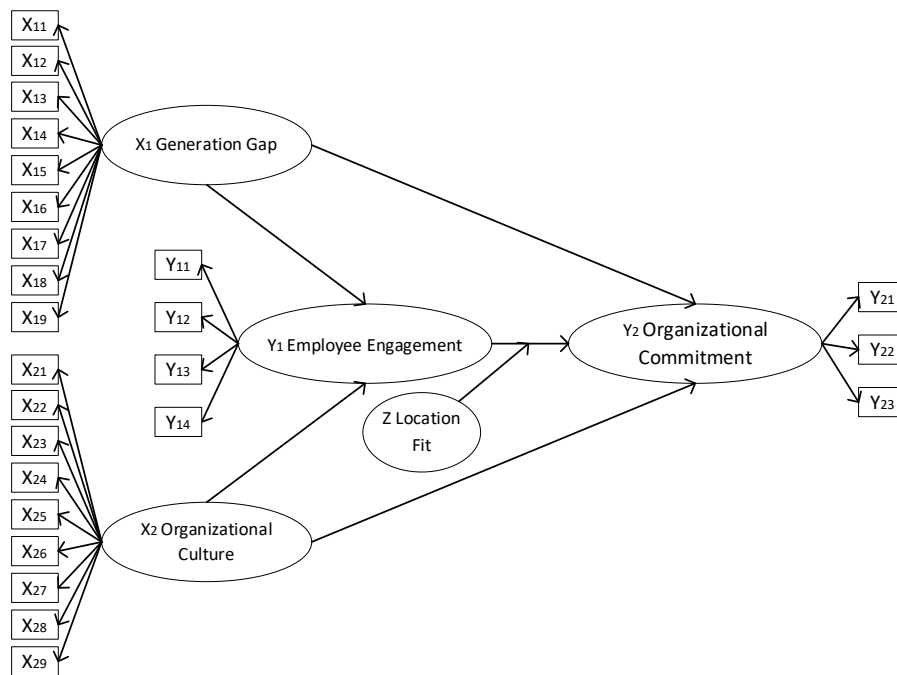 X11
X12
X13
X14
X15
X16
X17
X18
X19
X1 Generation Gap
Y11
Y12
Y13
Y14
Y1 Employee Engagement
Y2 Organizational
Commitment
Y21
Y22
Y23
Z Location
Fit
X21
X22
X23
X24
X25
X26
X27
X28
X29
X2 Organizational
Culture